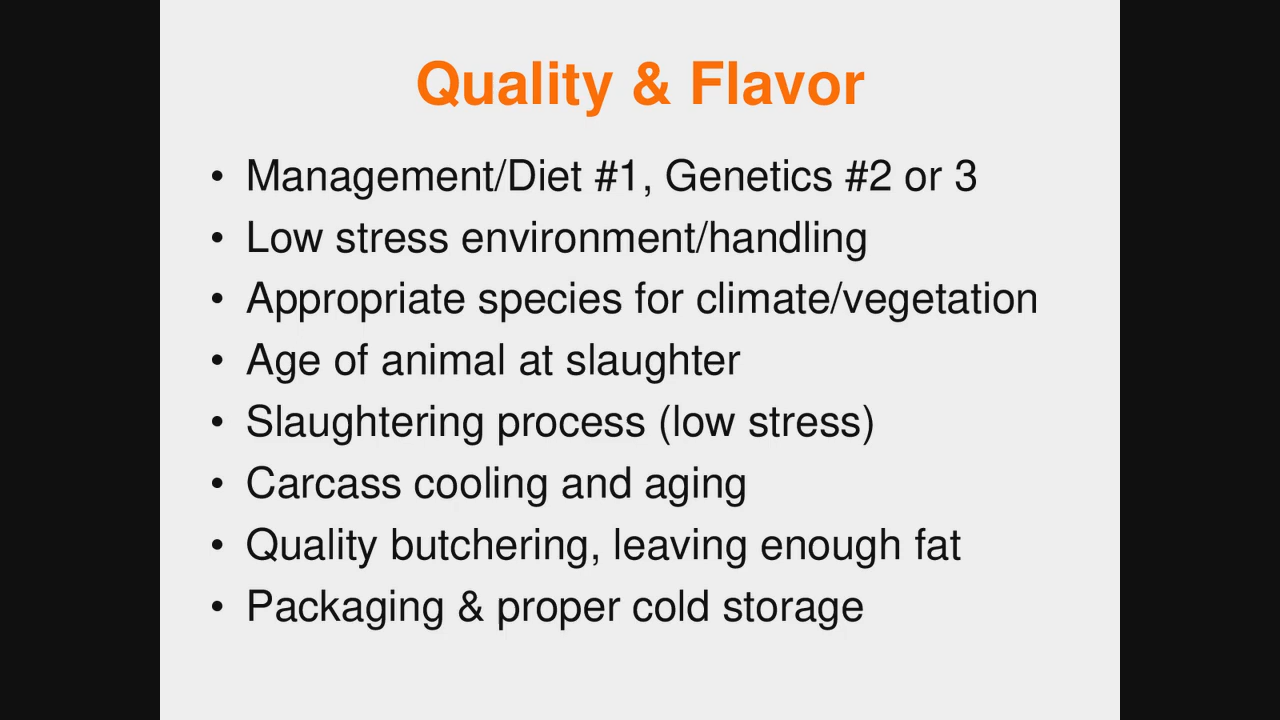 Quality & Flavor
• Management/Diet #1, Genetics #2 or 3
• Low stress environment/handling
• Appropriate species for climate/vegetation
• Age of animal at slaughter
• Slaughtering process (low stress)
• Carcass cooling and aging
• Quality butchering, leaving enough fat
• Packaging & proper cold storage